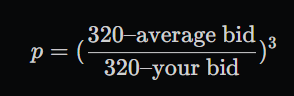 p = (320–average bid / 320–your bid)³